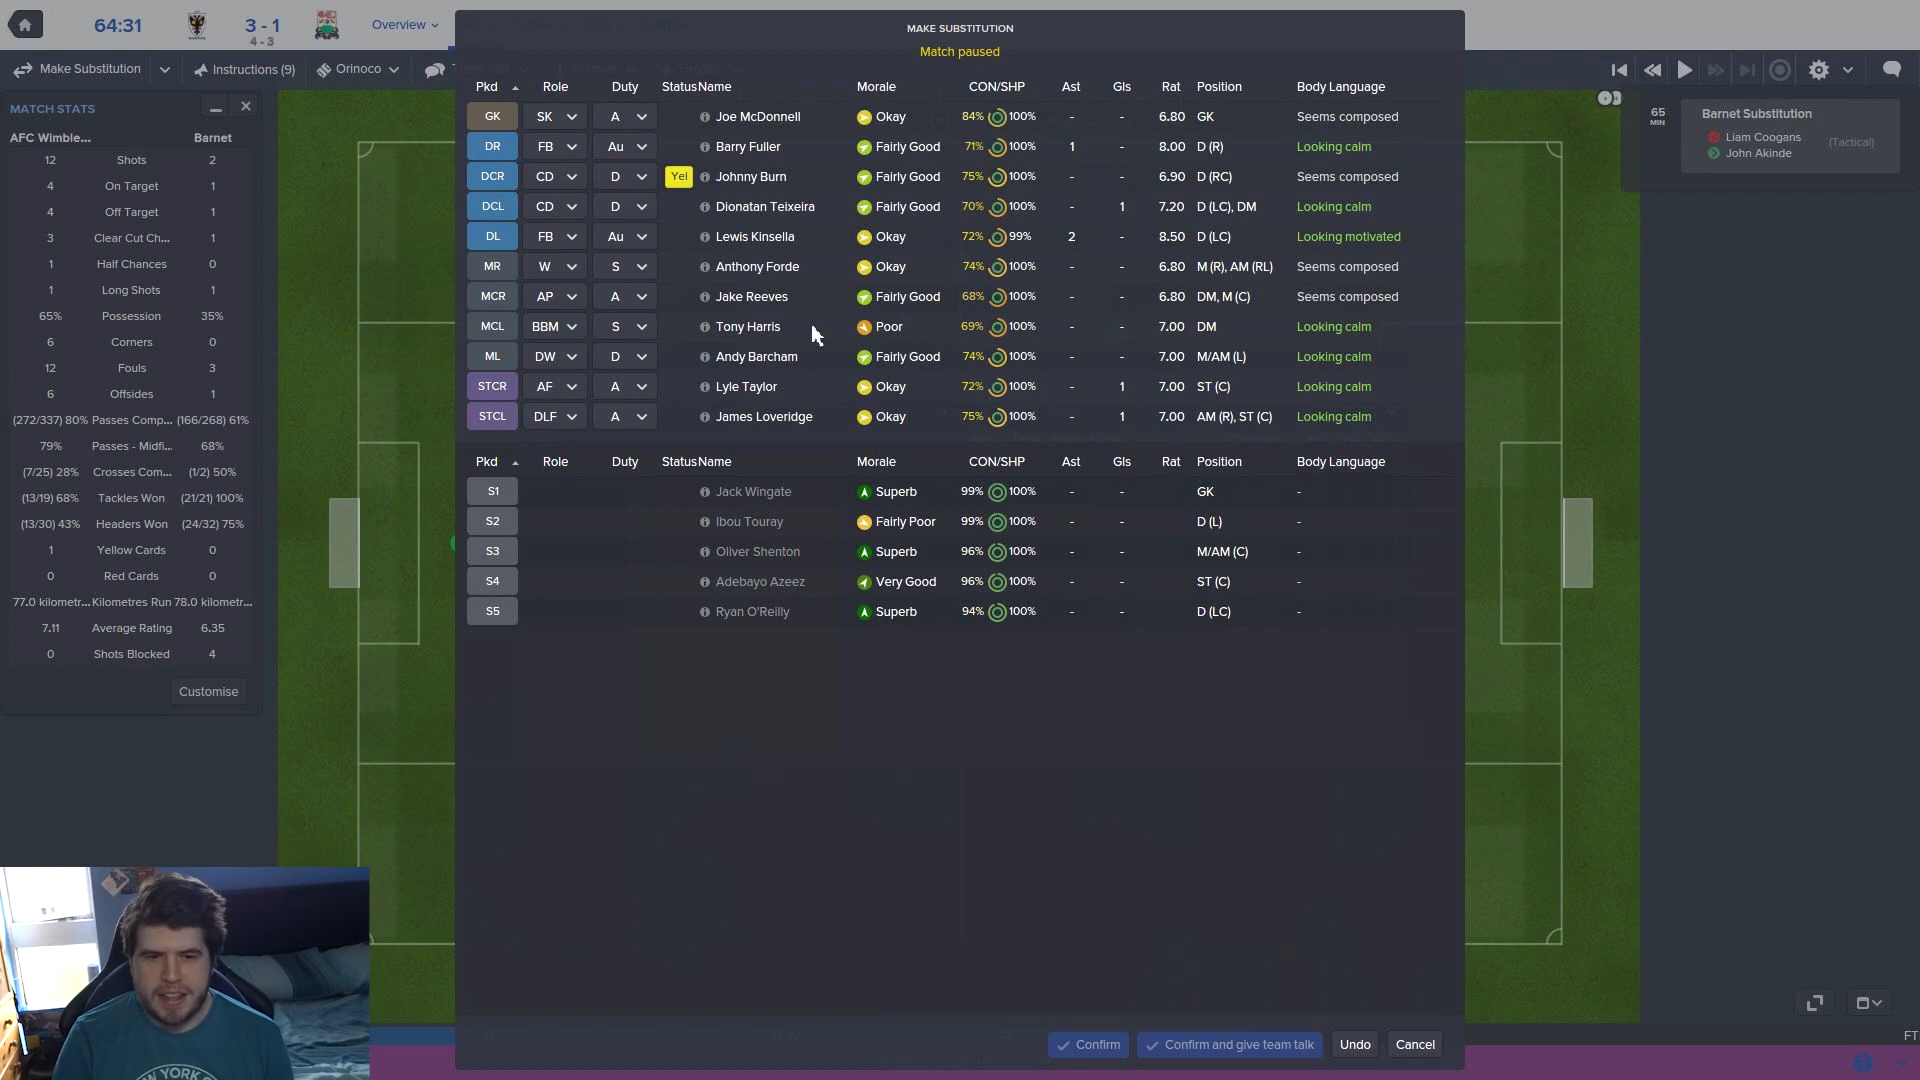 64:31
3 - 1
4 - 3
Overview
Make Substitution
Instructions (9)
Orinoco
MAKE SUBSTITUTION
Match paused
MATCH STATS
AFC Wimble... Barnet
12 Shots 2
4 On Target 1
4 Off Target 1
3 Clear Cut Ch... 1
1 Half Chances 0
1 Long Shots 1
65% Possession 35%
6 Corners 0
12 Fouls 3
6 Offsides 1
(272/337) 80% Passes Comp... (166/268) 61%
79% Passes - Midfi... 68%
(7/25) 28% Crosses Com... (1/2) 50%
(13/19) 68% Tackles Won (21/21) 100%
(13/30) 43% Headers Won (24/32) 75%
1 Yellow Cards 0
0 Red Cards 0
77.0 kilometr... Kilometres Run 78.0 kilometr...
7.11 Average Rating 6.35
0 Shots Blocked 4
Customise
Pkd Role Duty Status Name Morale CON/SHP Ast Gls Rat Position Body Language
GK SK A Joe McDonnell Okay 84% 100% - - 6.80 GK Seems composed
DR FB Au Barry Fuller Fairly Good 71% 100% 1 - 8.00 D (R) Looking calm
DCR CD D Yel Johnny Burn Fairly Good 75% 100% - - 6.90 D (RC) Seems composed
DCL CD D Dionatan Teixeira Fairly Good 70% 100% - 1 7.20 D (LC), DM Looking calm
DL FB Au Lewis Kinsella Okay 72% 99% 2 - 8.50 D (LC) Looking motivated
MR W S Anthony Forde Okay 74% 100% - - 6.80 M (R), AM (RL) Seems composed
MCR AP A Jake Reeves Fairly Good 68% 100% - - 6.80 DM, M (C) Seems composed
MCL BBM S Tony Harris Poor 69% 100% - - 7.00 DM Looking calm
ML DW D Andy Barcham Fairly Good 74% 100% - - 7.00 M/AM (L) Looking calm
STCR AF A Lyle Taylor Okay 72% 100% - 1 7.00 ST (C) Looking calm
STCL DLF A James Loveridge Okay 75% 100% - 1 7.00 AM (R), ST (C) Looking calm
Pkd Role Duty Status Name Morale CON/SHP Ast Gls Rat Position Body Language
S1 Jack Wingate Superb 99% 100% - - GK -
S2 Ibou Touray Fairly Poor 99% 100% - - D (L) -
S3 Oliver Shenton Superb 96% 100% - - M/AM (C) -
S4 Adebayo Azeez Very Good 96% 100% - - ST (C) -
S5 Ryan O'Reilly Superb 94% 100% - - D (LC) -
65
MIN
Barnet Substitution
Liam Coogans
John Akinde
(Tactical)
Confirm
Confirm and give team talk
Undo
Cancel
FT
?